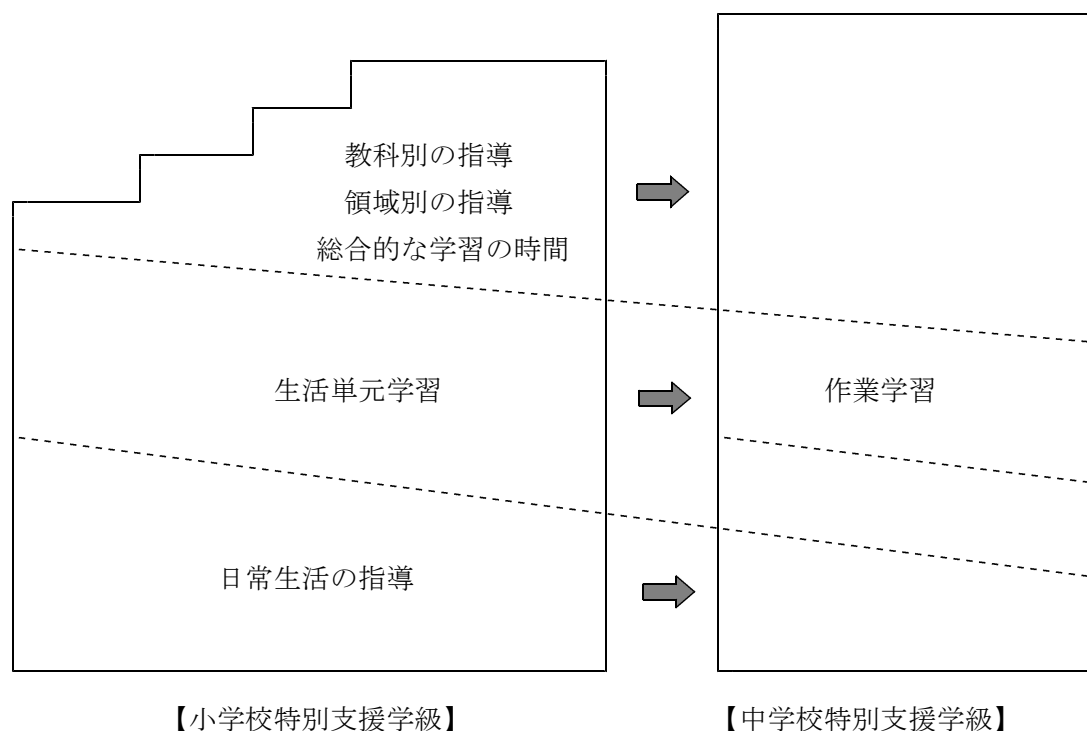 教科別の指導
領域別の指導
総合的な学習の時間
生活単元学習
作業学習
日常生活の指導
【小学校特別支援学級】
【中学校特別支援学級】